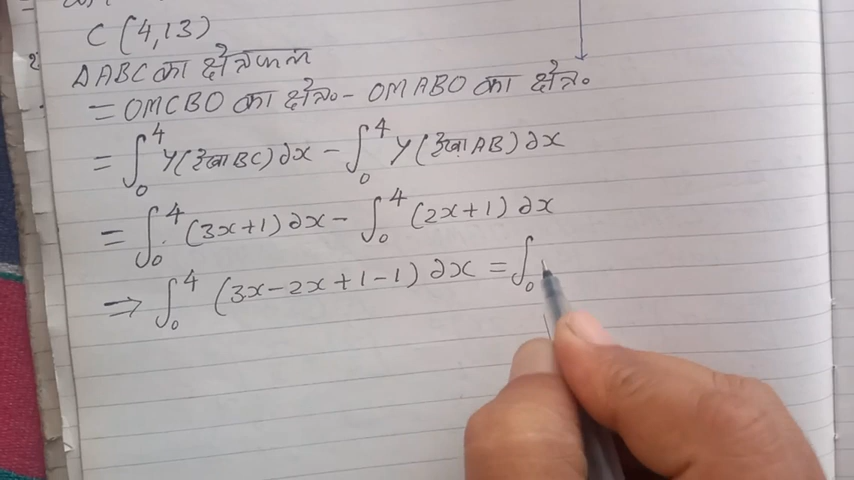 C (4,13)
ΔABC का क्षेत्रफल
= OMCBO का क्षेत्र० - OMABO का क्षेत्र०
= ∫₀⁴ y (रेखा BC) ∂x - ∫₀⁴ y (रेखा AB) ∂x
= ∫₀⁴ (3x+1) ∂x - ∫₀⁴ (2x+1) ∂x
⇒ ∫₀⁴ (3x-2x+1-1) ∂x = ∫₀